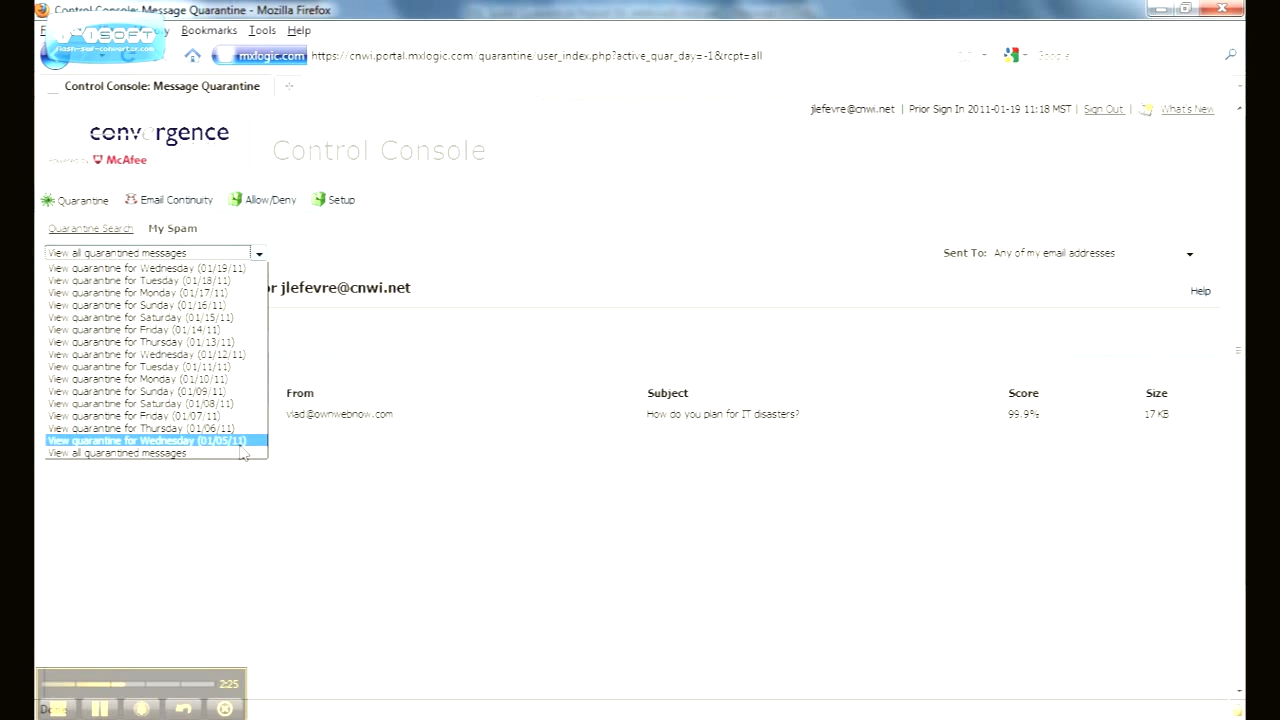 Control Console: Message Quarantine - Mozilla Firefox
Bookmarks Tools Help
flash-swf-converter.com
mxlogic.com https://cnwi.portal.mxlogic.com quarantine/user_index.php?active_quar_day=-1&rcpt=all
Google
Control Console: Message Quarantine
jlefevre@cnwi.net | Prior Sign In 2011-01-19 11:18 MST | Sign Out | What's New
convergence
Powered by McAfee
Control Console
Quarantine Email Continuity Allow/Deny Setup
Quarantine Search My Spam
View all quarantined messages
Sent To: Any of my email addresses
View quarantine for Wednesday (01/19/11)
View quarantine for Tuesday (01/18/11)
View quarantine for Monday (01/17/11)
or jlefevre@cnwi.net
Help
View quarantine for Sunday (01/16/11)
View quarantine for Saturday (01/15/11)
View quarantine for Friday (01/14/11)
View quarantine for Thursday (01/13/11)
View quarantine for Wednesday (01/12/11)
View quarantine for Tuesday (01/11/11)
View quarantine for Monday (01/10/11)
View quarantine for Sunday (01/09/11)
View quarantine for Saturday (01/08/11)
View quarantine for Friday (01/07/11)
View quarantine for Thursday (01/06/11)
View quarantine for Wednesday (01/05/11)
View all quarantined messages
From Subject Score Size
vlad@ownwebnow.com How do you plan for IT disasters? 99.9% 17 KB
2:25